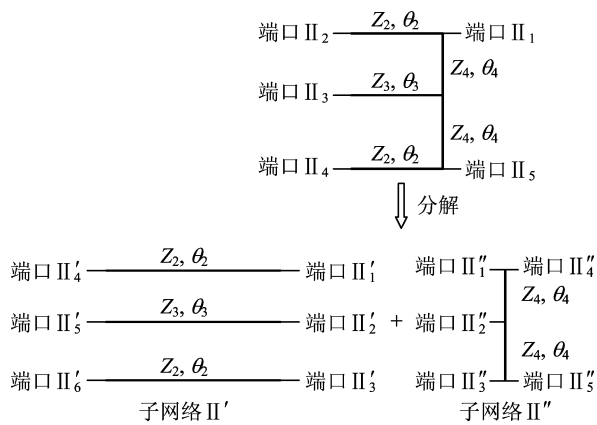 端口Ⅱ₂ Z₂, θ₂ 端口Ⅱ₁
Z₄, θ₄
端口Ⅱ₃ Z₃, θ₃
Z₄, θ₄
端口Ⅱ₄ Z₂, θ₂ 端口Ⅱ₅
分解
端口Ⅱ₄′ Z₂, θ₂ 端口Ⅱ₁′ 端口Ⅱ₁″ 端口Ⅱ₄″
Z₄, θ₄
端口Ⅱ₅′ Z₃, θ₃ 端口Ⅱ₂′ + 端口Ⅱ₂″
Z₄, θ₄
端口Ⅱ₆′ Z₂, θ₂ 端口Ⅱ₃′ 端口Ⅱ₃″ 端口Ⅱ₅″
子网络Ⅱ′ 子网络Ⅱ″